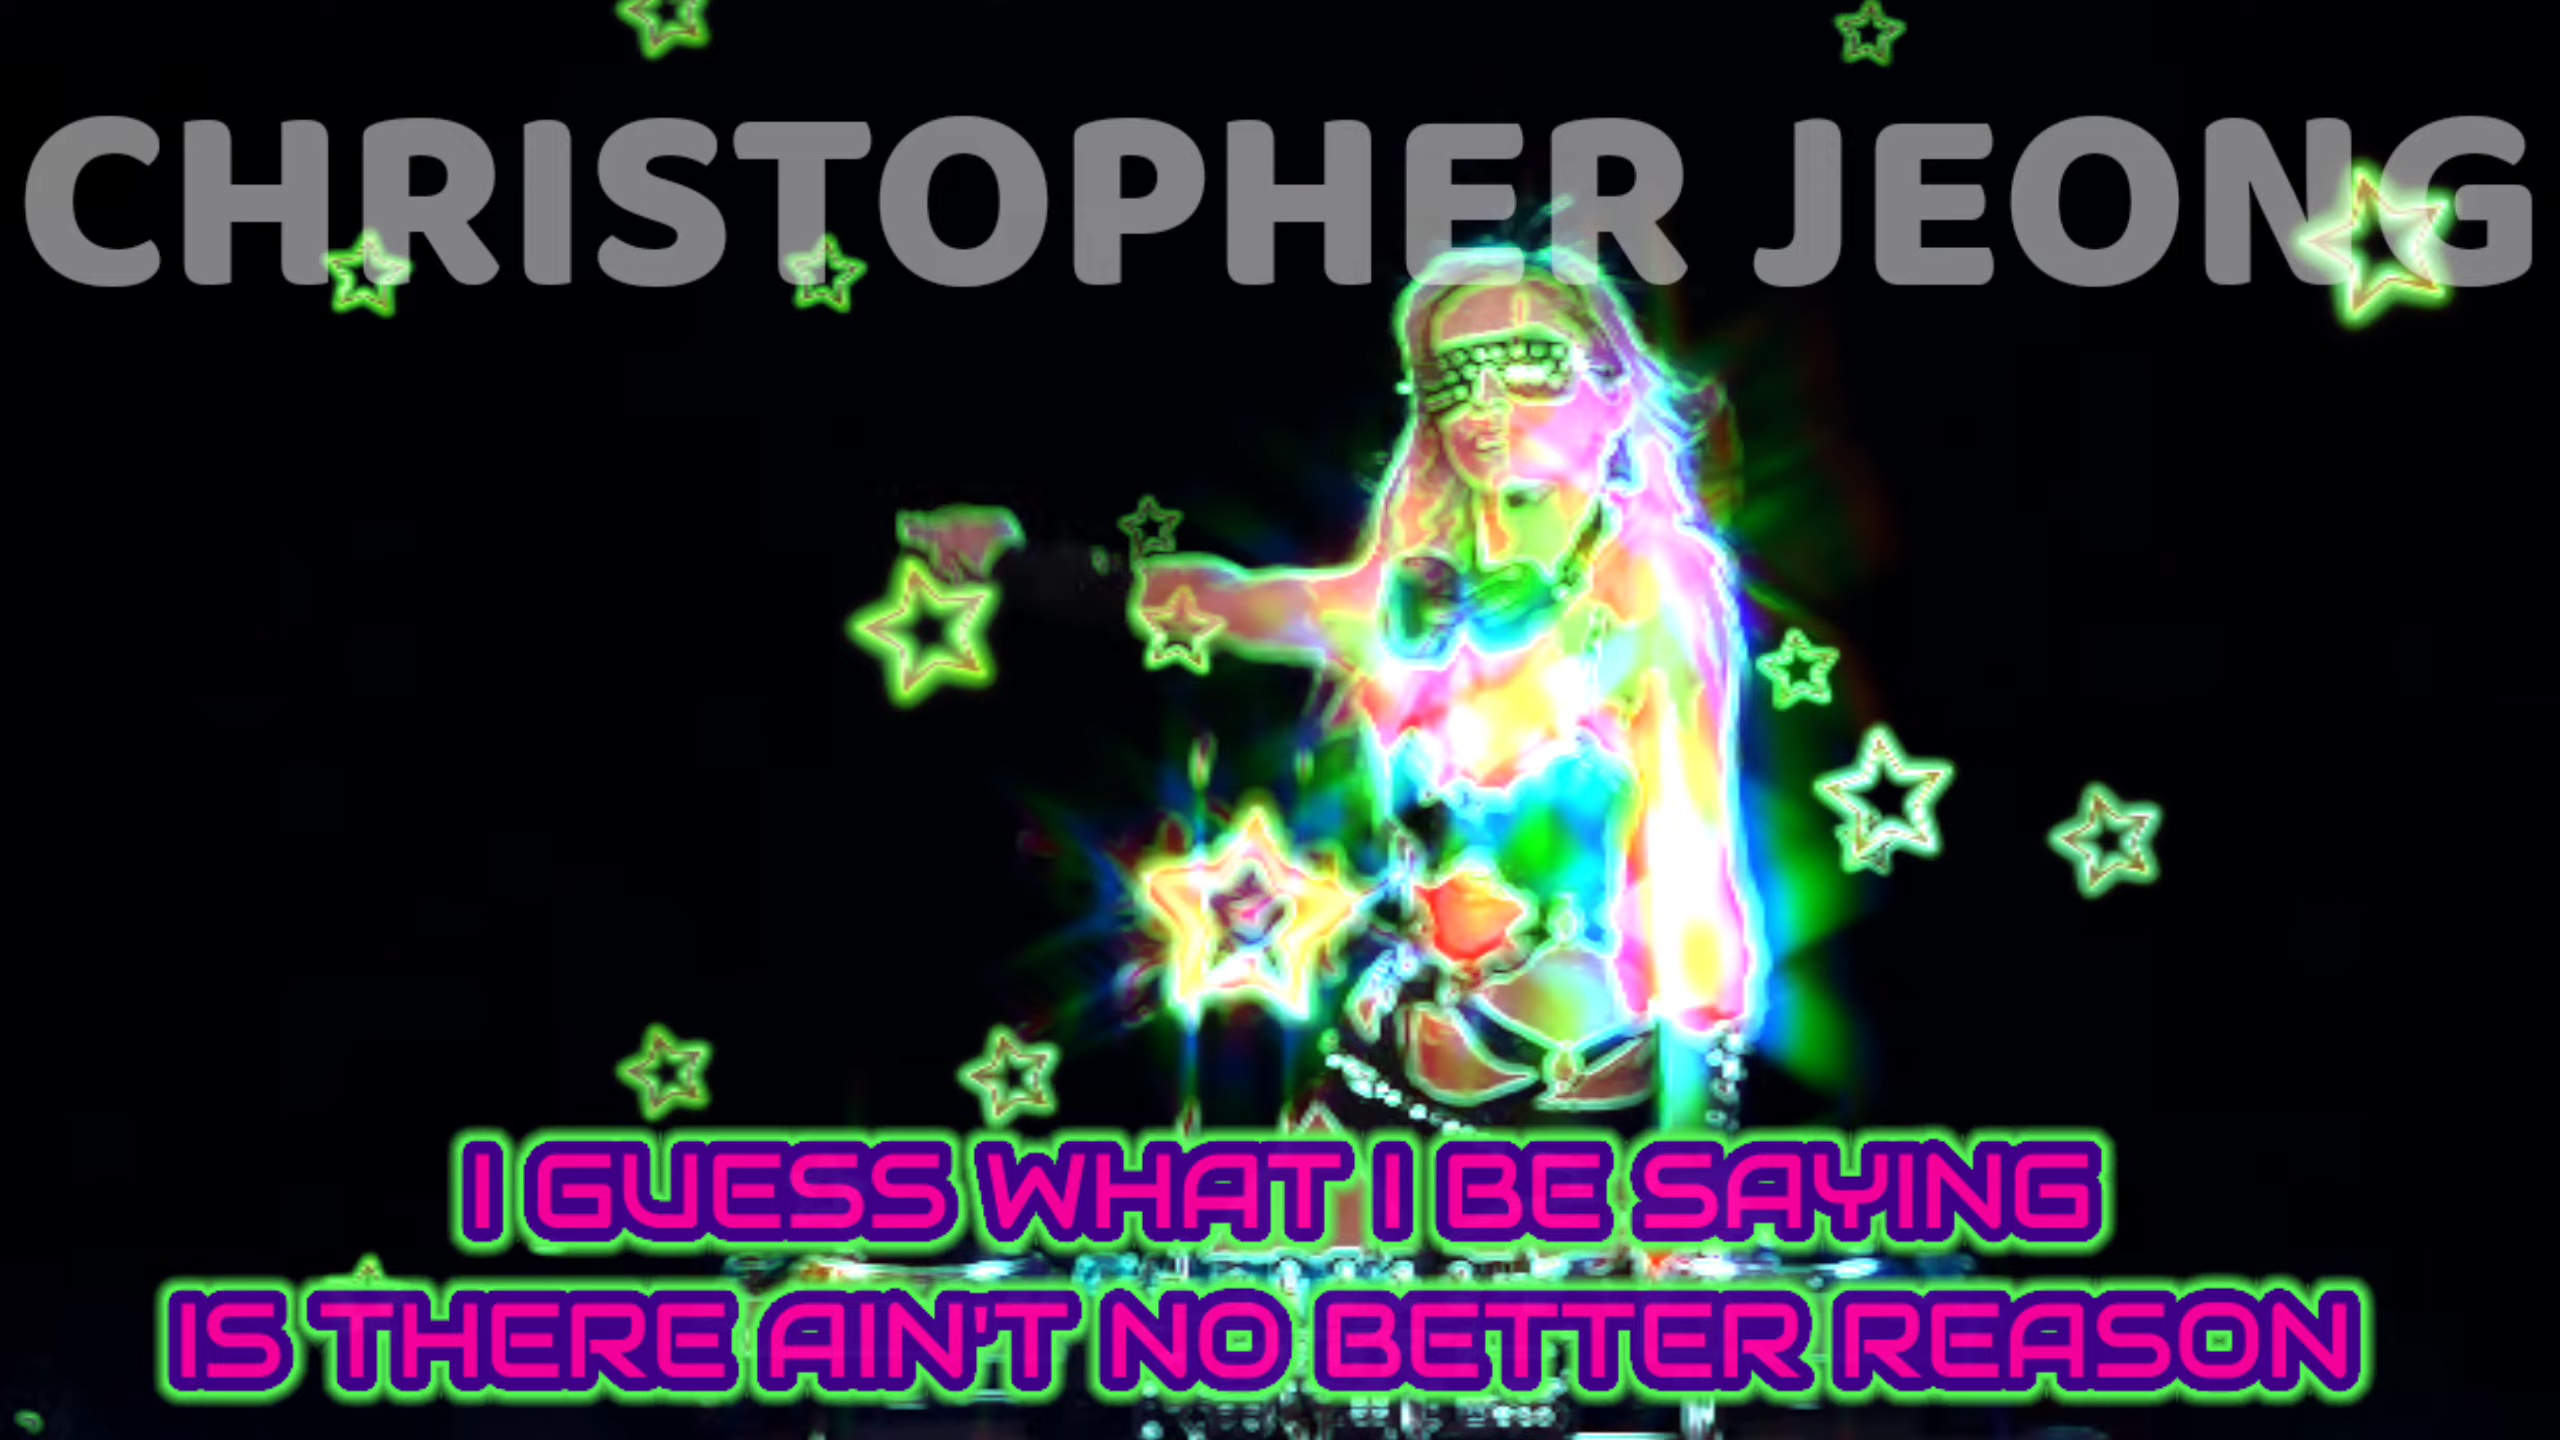 CHRISTOPHER JEONG
I GUESS WHAT I BE SAYING
IS THERE AIN'T NO BETTER REASON